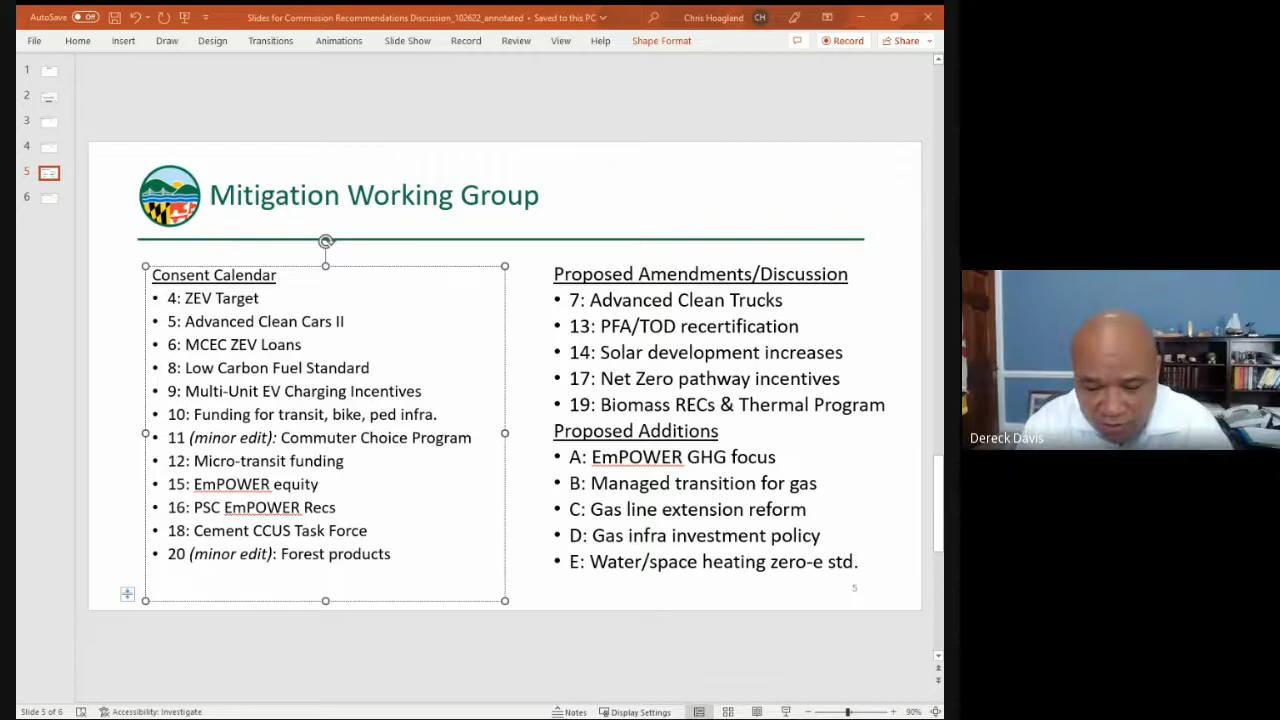 AutoSave Off Slides for Commission Recommendations Discussion_102622_annotated • Saved to this PC Chris Hoagland CH
File Home Insert Draw Design Transitions Animations Slide Show Record Review View Help Shape Format Record Share
1
2
3
4
5
6
Mitigation Working Group
Consent Calendar
• 4: ZEV Target
• 5: Advanced Clean Cars II
• 6: MCEC ZEV Loans
• 8: Low Carbon Fuel Standard
• 9: Multi-Unit EV Charging Incentives
• 10: Funding for transit, bike, ped infra.
• 11 (minor edit): Commuter Choice Program
• 12: Micro-transit funding
• 15: EmPOWER equity
• 16: PSC EmPOWER Recs
• 18: Cement CCUS Task Force
• 20 (minor edit): Forest products
Proposed Amendments/Discussion
• 7: Advanced Clean Trucks
• 13: PFA/TOD recertification
• 14: Solar development increases
• 17: Net Zero pathway incentives
• 19: Biomass RECs & Thermal Program
Proposed Additions
• A: EmPOWER GHG focus
• B: Managed transition for gas
• C: Gas line extension reform
• D: Gas infra investment policy
• E: Water/space heating zero-e std.
5
Dereck Davis
Slide 5 of 6 Accessibility: Investigate Notes Display Settings 90%